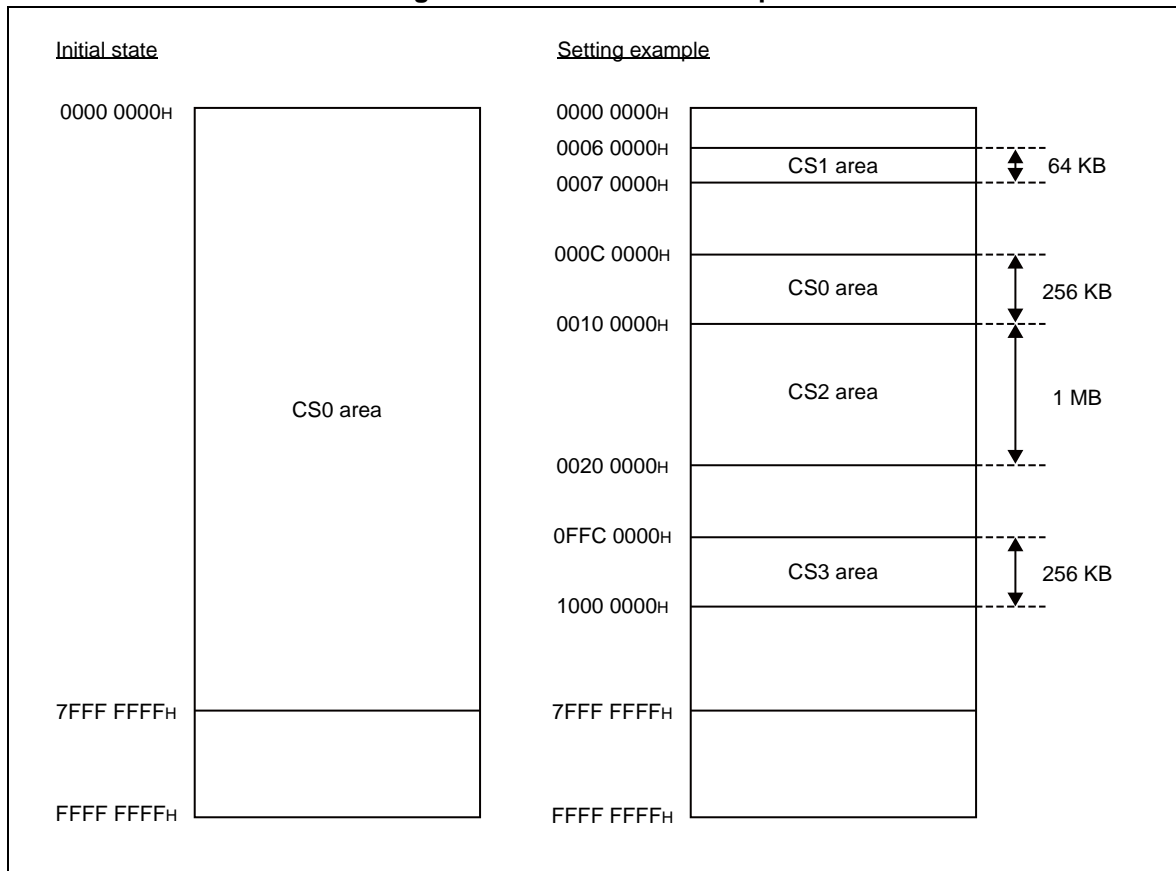 Initial state
0000 0000H
CS0 area
7FFF FFFFH
FFFF FFFFH
Setting example
0000 0000H
0006 0000H
CS1 area
64 KB
0007 0000H
000C 0000H
CS0 area
256 KB
0010 0000H
CS2 area
1 MB
0020 0000H
0FFC 0000H
CS3 area
256 KB
1000 0000H
7FFF FFFFH
FFFF FFFFH